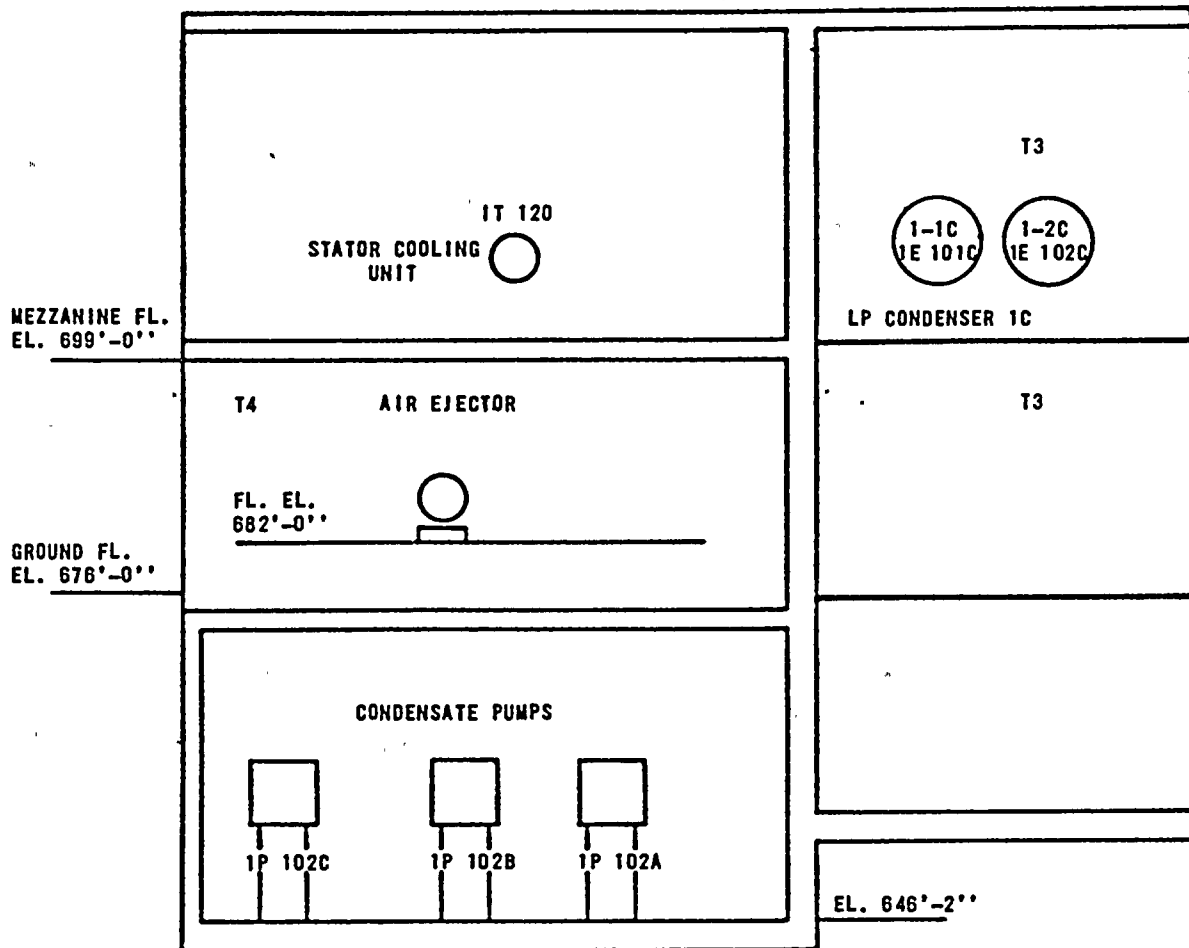 T3
IT 120
STATOR COOLING
UNIT
1-1C
1E 101C
1-2C
1E 102C
LP CONDENSER 1C
MEZZANINE FL.
EL. 699'-0''
T4
AIR EJECTOR
T3
FL. EL.
682'-0''
GROUND FL.
EL. 676'-0''
CONDENSATE PUMPS
1P 102C
1P 102B
1P 102A
EL. 646'-2''